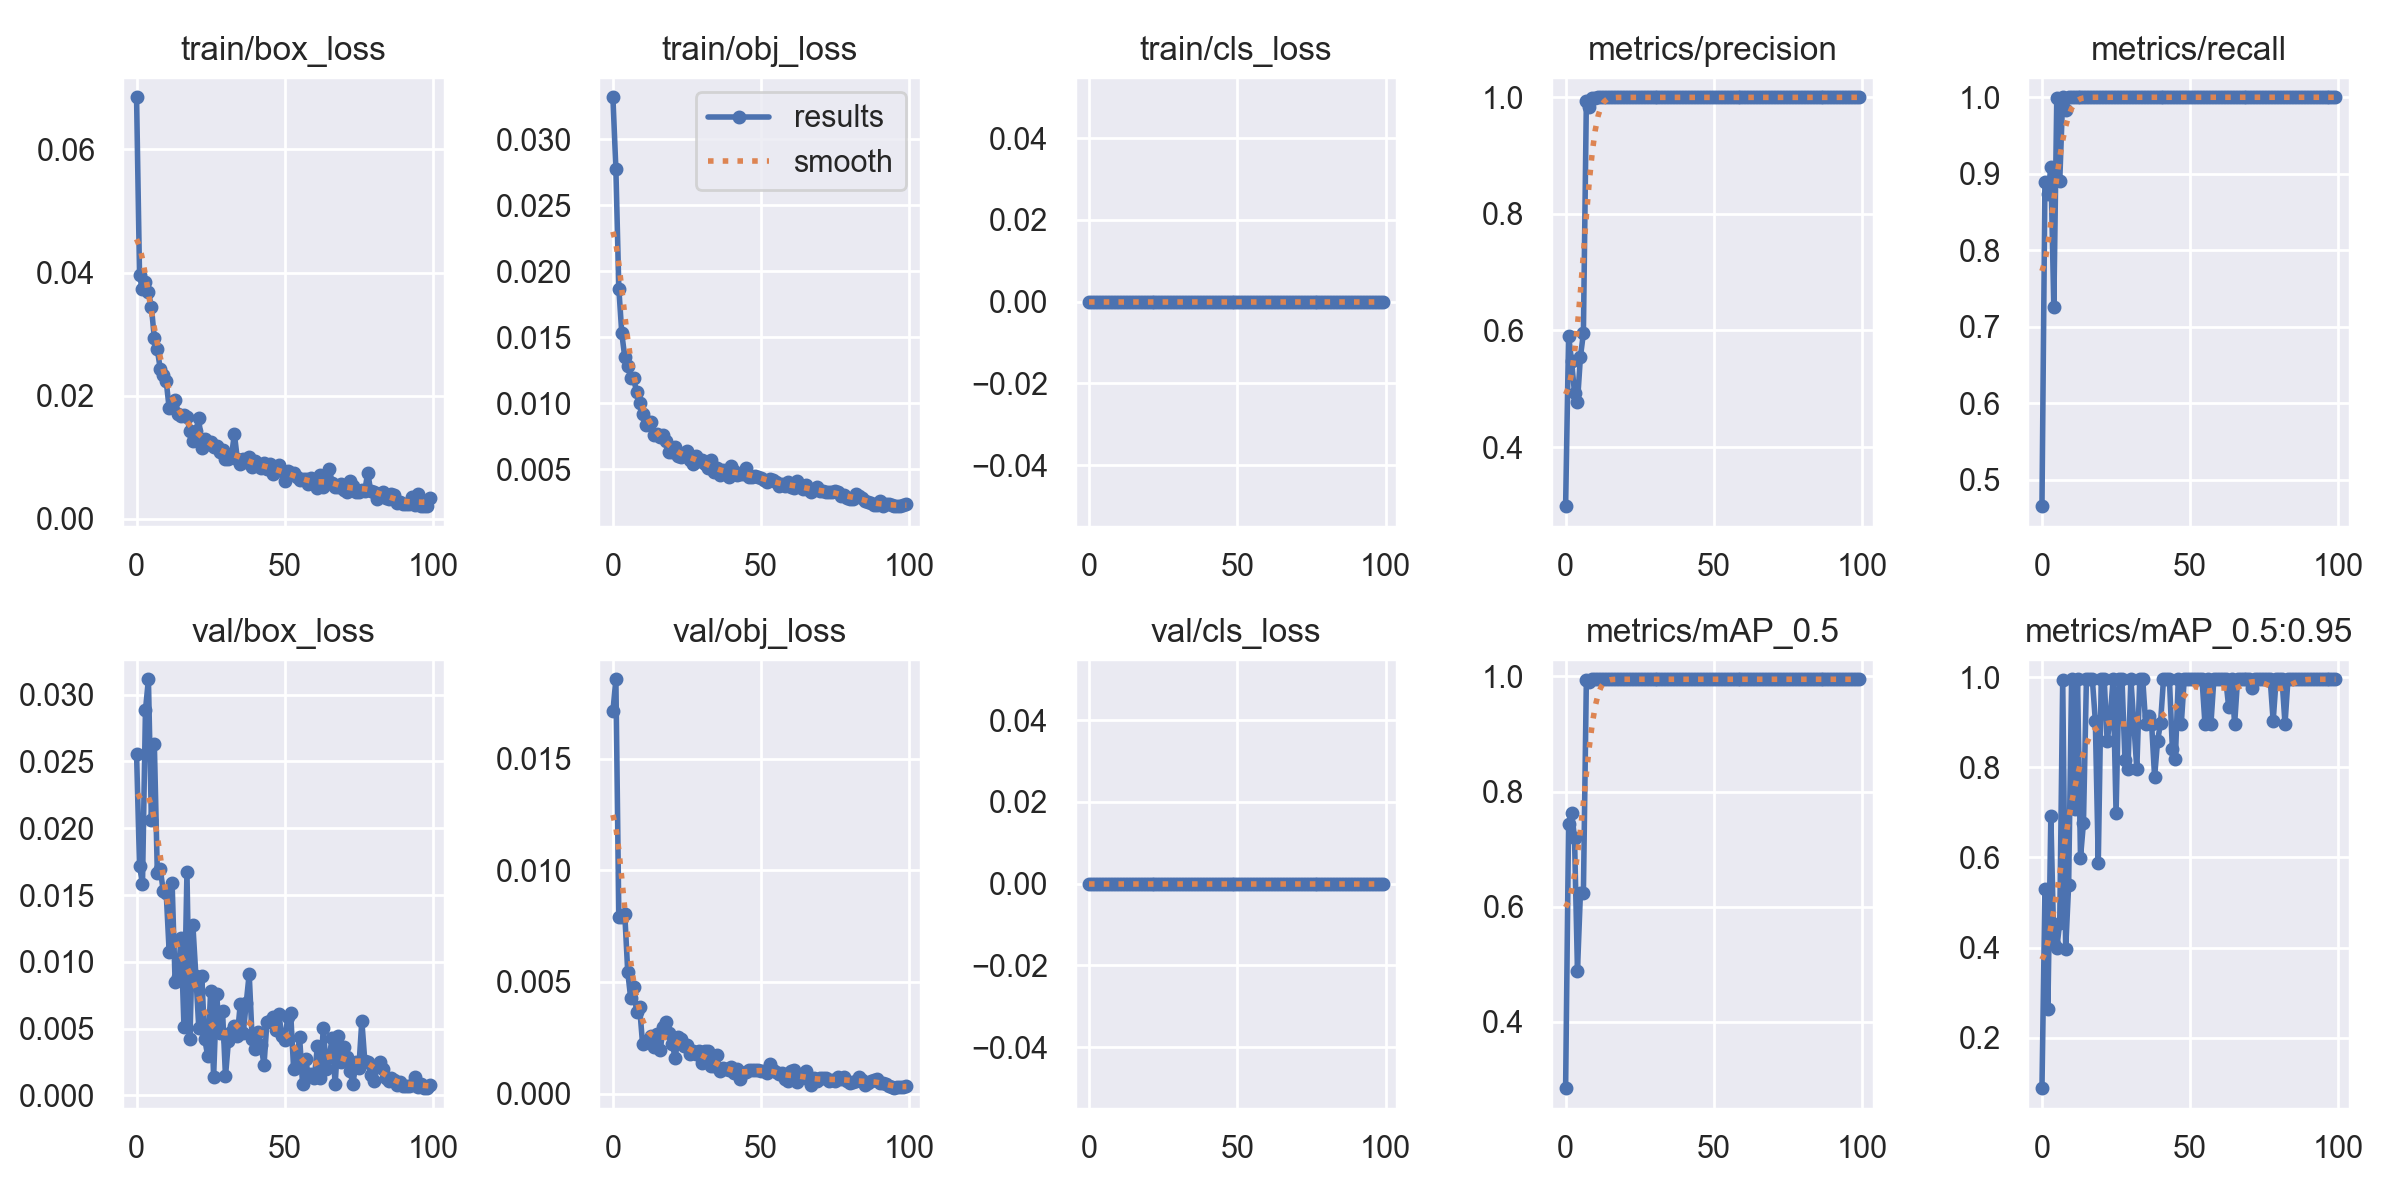 train/box_loss
0.06
0.04
0.02
0.00
0 50 100
train/obj_loss
results
smooth
0.030
0.025
0.020
0.015
0.010
0.005
0 50 100
train/cls_loss
0.04
0.02
0.00
−0.02
−0.04
0 50 100
metrics/precision
1.0
0.8
0.6
0.4
0 50 100
metrics/recall
1.0
0.9
0.8
0.7
0.6
0.5
0 50 100
val/box_loss
0.030
0.025
0.020
0.015
0.010
0.005
0.000
0 50 100
val/obj_loss
0.015
0.010
0.005
0.000
0 50 100
val/cls_loss
0.04
0.02
0.00
−0.02
−0.04
0 50 100
metrics/mAP_0.5
1.0
0.8
0.6
0.4
0 50 100
metrics/mAP_0.5:0.95
1.0
0.8
0.6
0.4
0.2
0 50 100